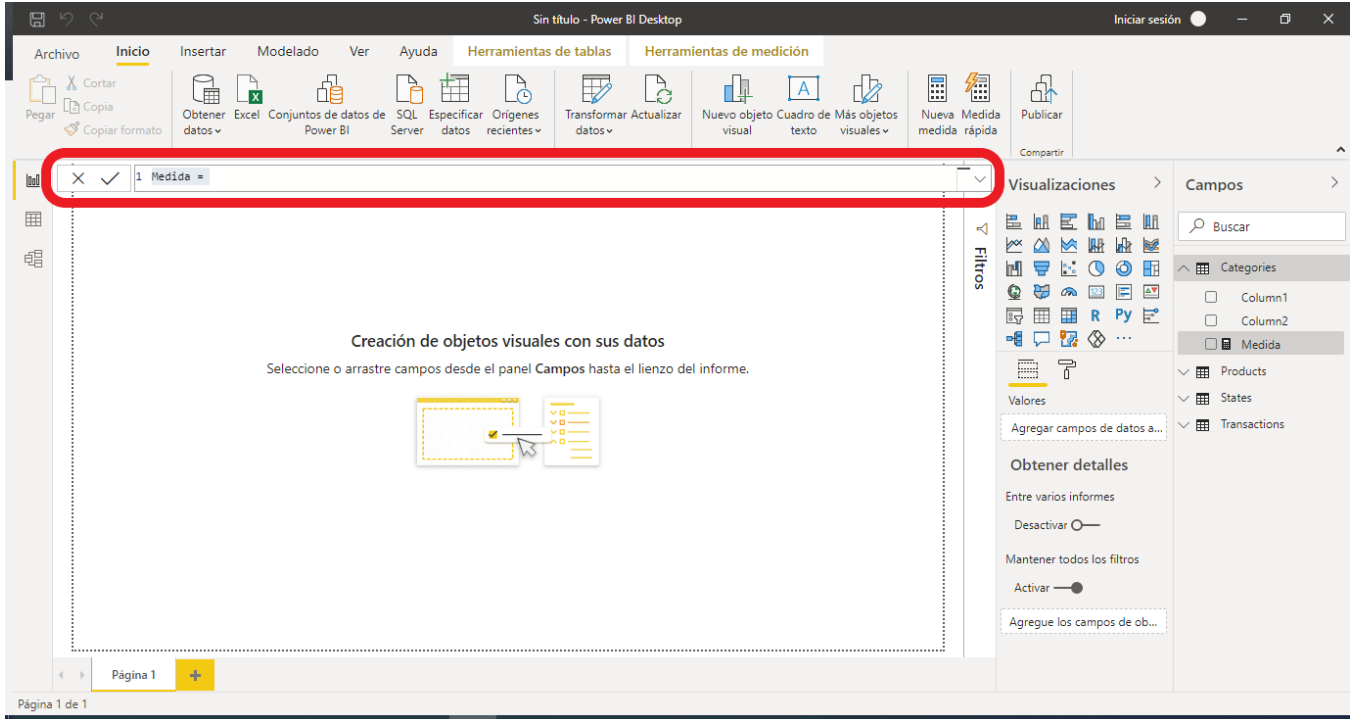 Sin título - Power BI Desktop
Iniciar sesión
Archivo Inicio Insertar Modelado Ver Ayuda Herramientas de tablas Herramientas de medición
Pegar
Cortar
Copia
Copiar formato
Obtener datos
Excel
Conjuntos de datos de Power BI
SQL Server
Especificar datos
Orígenes recientes
Transformar datos
Actualizar
Nuevo objeto visual
Cuadro de texto
Más objetos visuales
Nueva medida
Medida rápida
Publicar
Compartir
1 Medida =
Creación de objetos visuales con sus datos
Seleccione o arrastre campos desde el panel Campos hasta el lienzo del informe.
Filtros
Visualizaciones
123
R Py
Valores
Agregar campos de datos a...
Obtener detalles
Entre varios informes
Desactivar
Mantener todos los filtros
Activar
Agregue los campos de ob...
Campos
Buscar
Categories
Column1
Column2
Medida
Products
States
Transactions
Página 1
Página 1 de 1